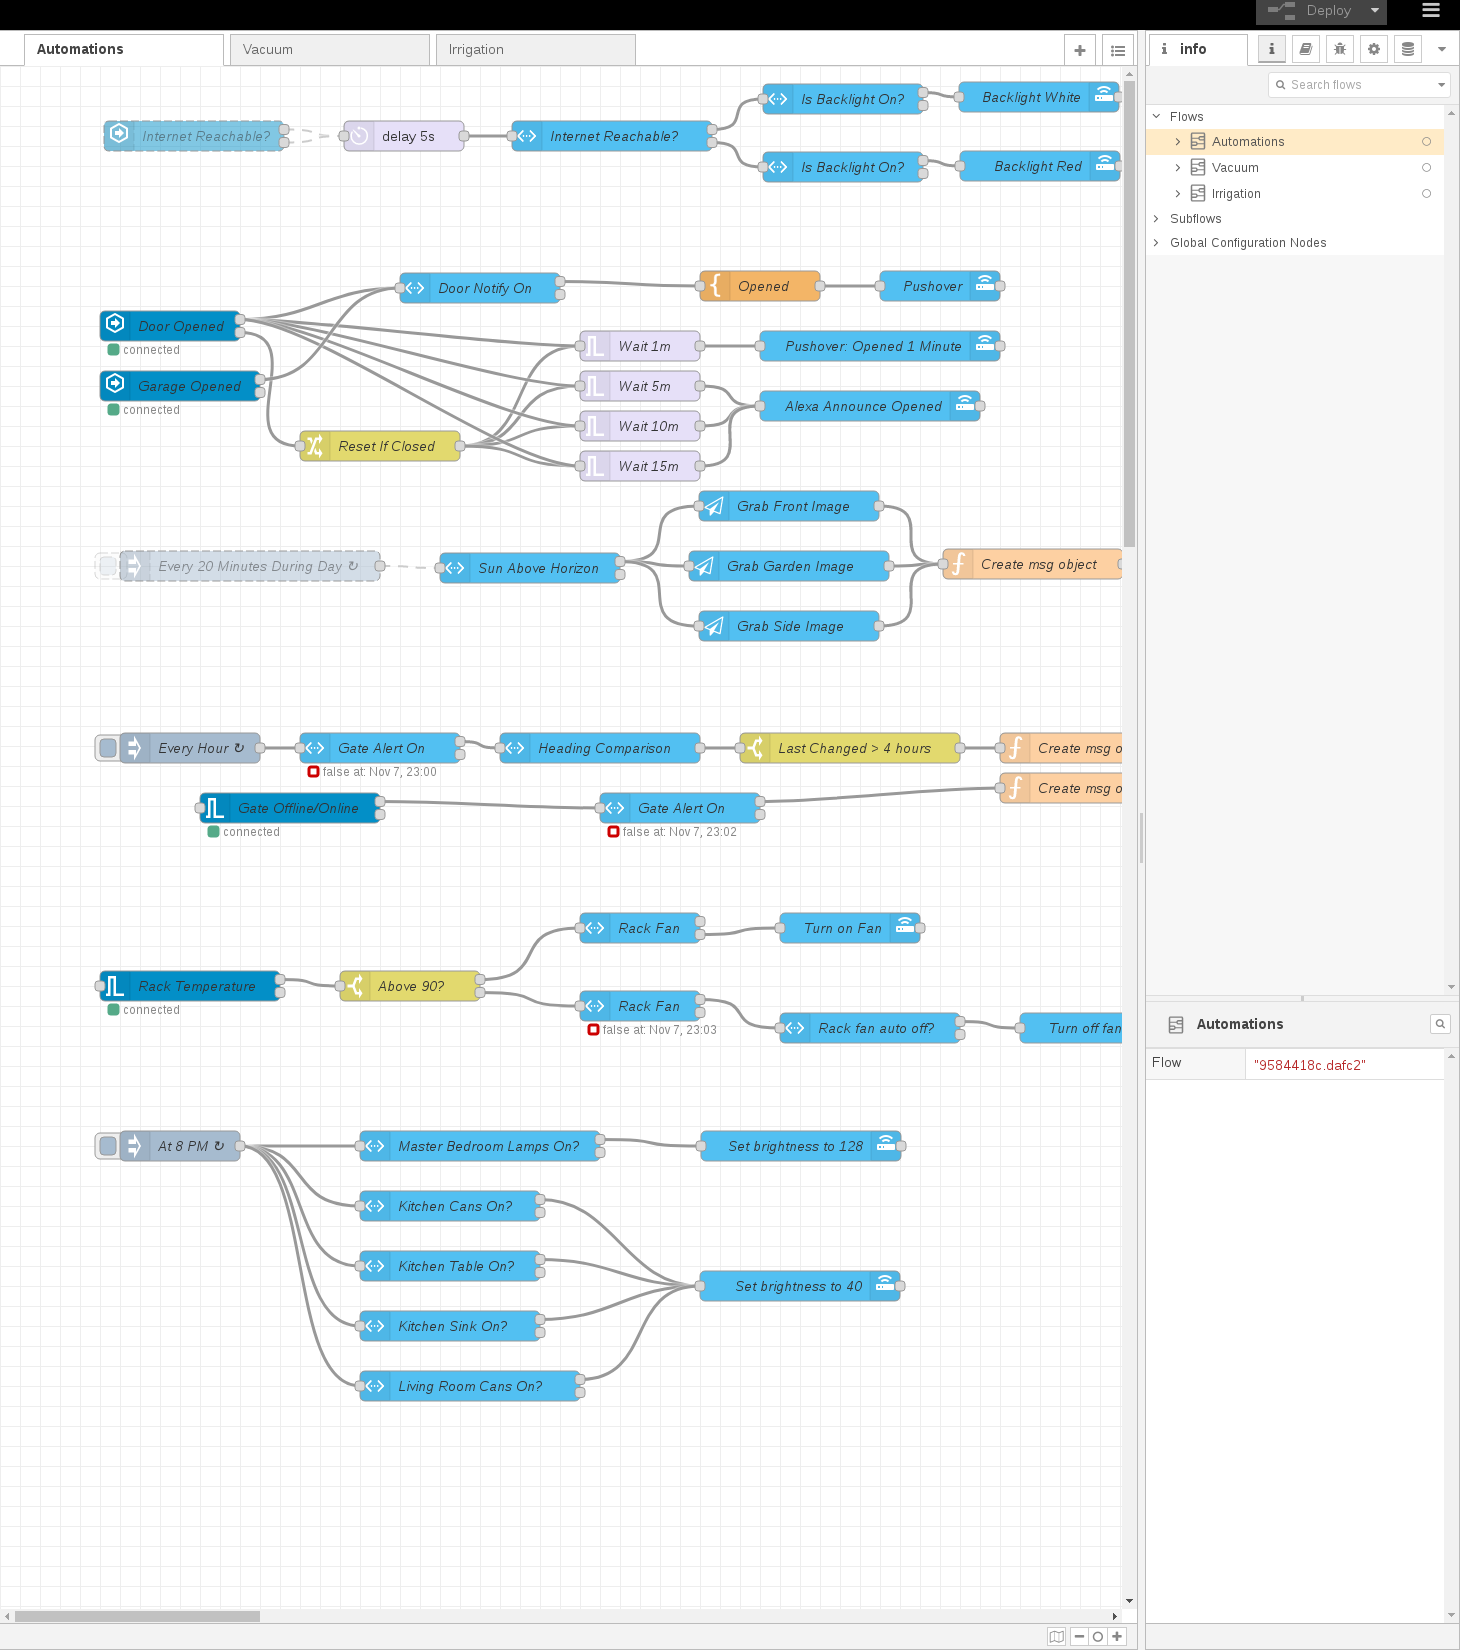 Deploy
Automations
Vacuum
Irrigation
info
Search flows
Flows
Automations
Vacuum
Irrigation
Subflows
Global Configuration Nodes
Internet Reachable?
delay 5s
Internet Reachable?
Is Backlight On?
Backlight White
Is Backlight On?
Backlight Red
Door Notify On
Opened
Pushover
Door Opened
connected
Garage Opened
connected
Reset If Closed
Wait 1m
Pushover: Opened 1 Minute
Wait 5m
Alexa Announce Opened
Wait 10m
Wait 15m
Every 20 Minutes During Day ↻
Sun Above Horizon
Grab Front Image
Grab Garden Image
Grab Side Image
Create msg object
Every Hour ↻
Gate Alert On
false at: Nov 7, 23:00
Heading Comparison
Last Changed > 4 hours
Create msg o
Create msg o
Gate Offline/Online
connected
Gate Alert On
false at: Nov 7, 23:02
Rack Temperature
connected
Above 90?
Rack Fan
Turn on Fan
Rack Fan
false at: Nov 7, 23:03
Rack fan auto off?
Turn off fan
At 8 PM ↻
Master Bedroom Lamps On?
Set brightness to 128
Kitchen Cans On?
Kitchen Table On?
Set brightness to 40
Kitchen Sink On?
Living Room Cans On?
Automations
Flow
"9584418c.dafc2"